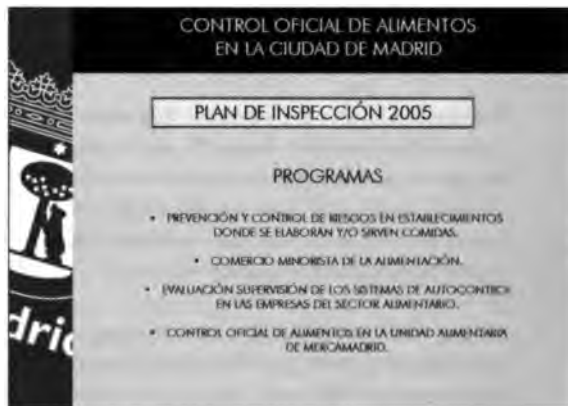 CONTROL OFICIAL DE ALIMENTOS
EN LA CIUDAD DE MADRID
PLAN DE INSPECCIÓN 2005
PROGRAMAS
• PREVENCIÓN Y CONTROL DE RIESGOS EN ESTABLECIMIENTOS
DONDE SE ELABORAN Y/O SIRVEN COMIDAS.
• COMERCIO MINORISTA DE LA ALIMENTACIÓN.
• EVALUACIÓN SUPERVISIÓN DE LOS SISTEMAS DE AUTOCONTROL
EN LAS EMPRESAS DEL SECTOR ALIMENTARIO.
• CONTROL OFICIAL DE ALIMENTOS EN LA UNIDAD ALIMENTARIA
DE MERCAMADRID.
dric